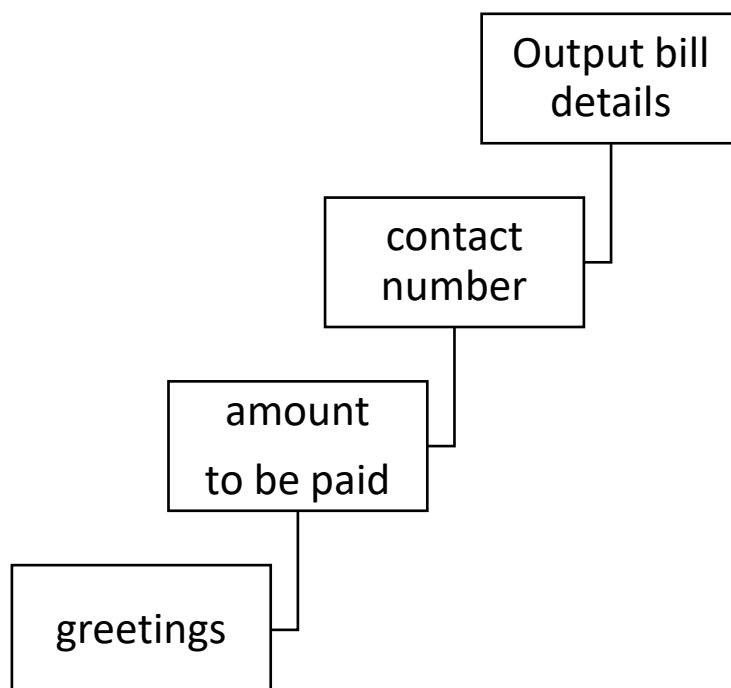 Output bill
details
contact
number
amount
to be paid
greetings